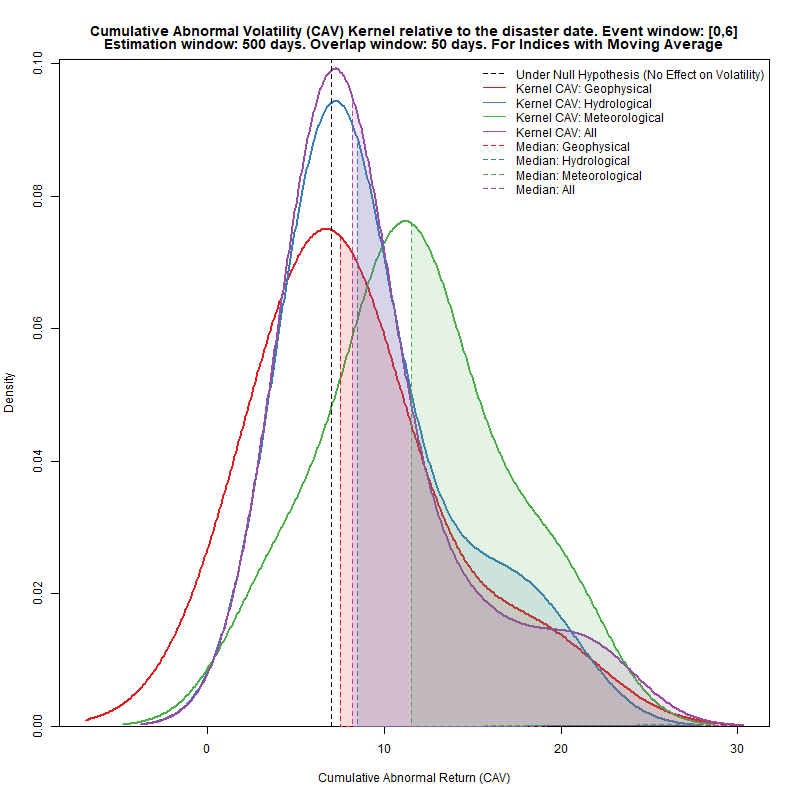 Cumulative Abnormal Volatility (CAV) Kernel relative to the disaster date. Event window: [0,6]
Estimation window: 500 days. Overlap window: 50 days. For Indices with Moving Average
Under Null Hypothesis (No Effect on Volatility)
Kernel CAV: Geophysical
Kernel CAV: Hydrological
Kernel CAV: Meteorological
Kernel CAV: All
Median: Geophysical
Median: Hydrological
Median: Meteorological
Median: All
0.10
0.08
0.06
0.04
0.02
0.00
Density
0
10
20
30
Cumulative Abnormal Return (CAV)